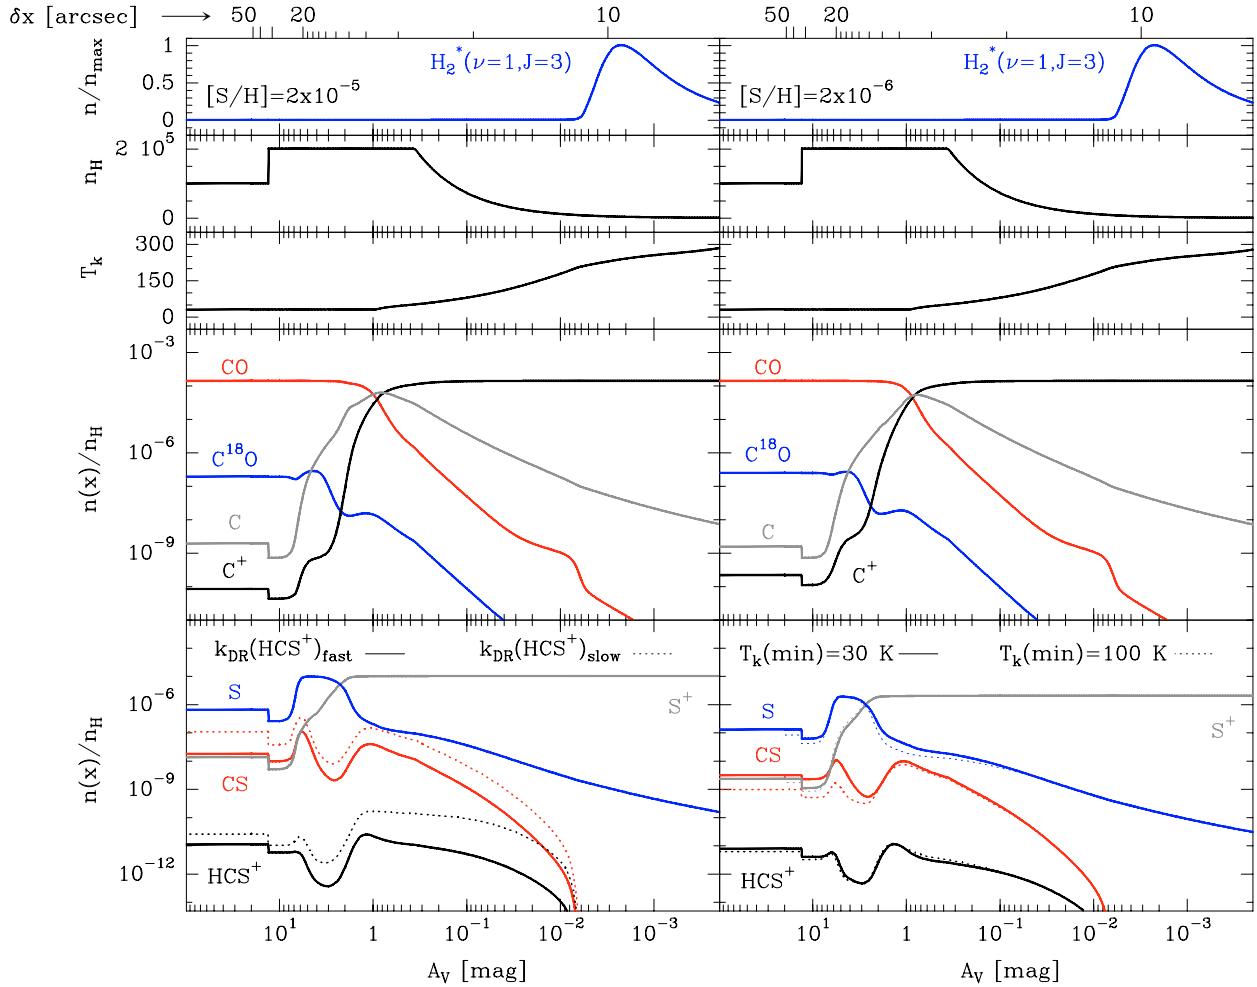 δx [arcsec] → 50 20 10 50 20 10
n/n_max 1 0.5 0
H₂*(ν=1,J=3) [S/H]=2x10⁻⁵
H₂*(ν=1,J=3) [S/H]=2x10⁻⁶
n_H 2 10⁵ 0
T_k 300 150 0
n(x)/n_H 10⁻³ 10⁻⁶ 10⁻⁹
CO C¹⁸O C C⁺
CO C¹⁸O C C⁺
k_DR(HCS⁺)_fast k_DR(HCS⁺)_slow
T_k(min)=30 K T_k(min)=100 K
n(x)/n_H 10⁻⁶ 10⁻⁹ 10⁻¹²
S S⁺ CS HCS⁺
S S⁺ CS HCS⁺
10¹ 1 10⁻¹ 10⁻² 10⁻³ 10¹ 1 10⁻¹ 10⁻² 10⁻³
A_V [mag] A_V [mag]